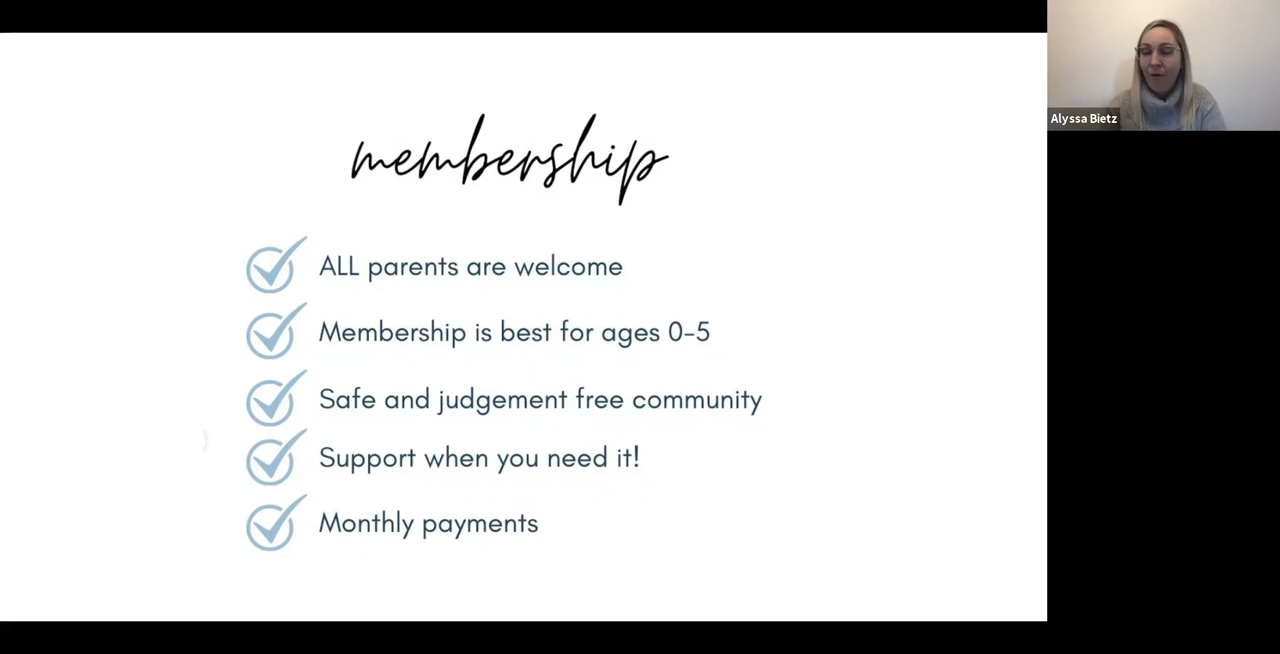 membership
ALL parents are welcome
Membership is best for ages 0-5
Safe and judgement free community
Support when you need it!
Monthly payments
Alyssa Bietz